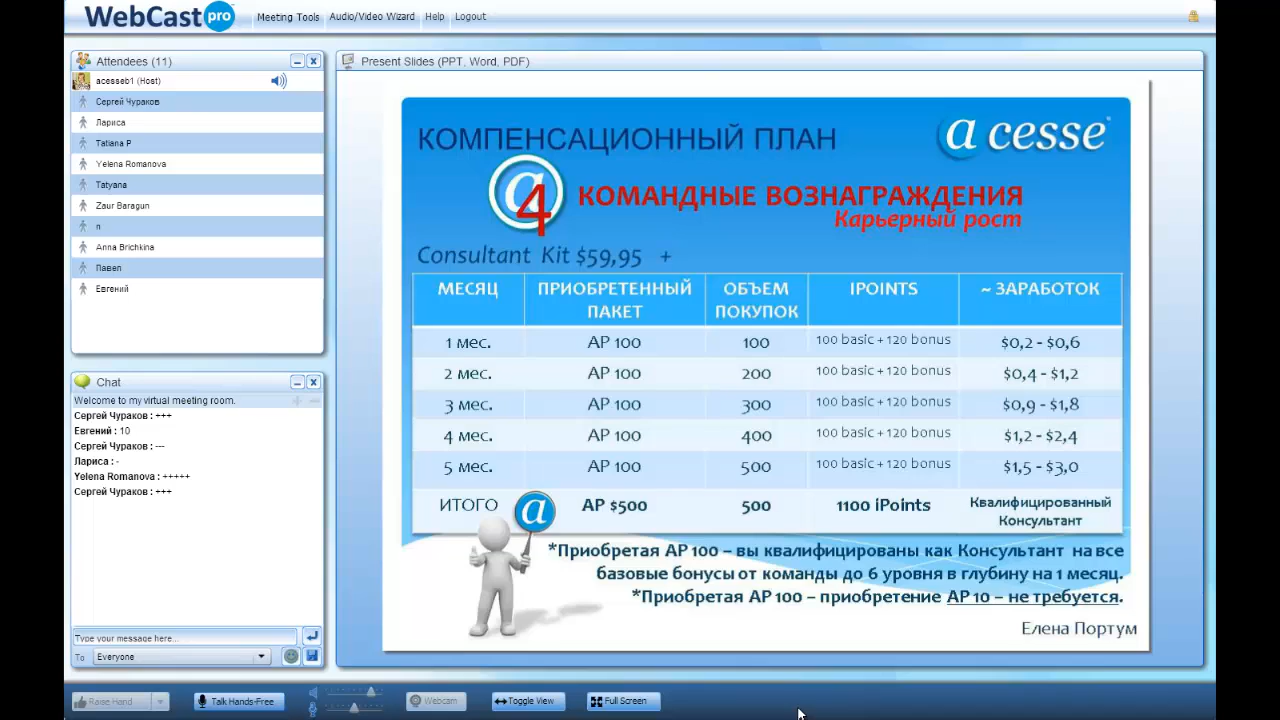 WebCast pro
Meeting Tools Audio/Video Wizard Help Logout
Attendees (11)
acesseb1 (Host)
Сергей Чураков
Лариса
Tatiana P
Yelena Romanova
Tatyana
Zaur Baragun
n
Anna Brichkina
Павел
Евгений
Chat
Welcome to my virtual meeting room.
Сергей Чураков : +++
Евгений : 10
Сергей Чураков : ---
Лариса : -
Yelena Romanova : +++++
Сергей Чураков : +++
Type your message here...
To Everyone
Present Slides (PPT, Word, PDF)
КОМПЕНСАЦИОННЫЙ ПЛАН
a cesse
a 4 КОМАНДНЫЕ ВОЗНАГРАЖДЕНИЯ
Карьерный рост
Consultant Kit $59,95 +
МЕСЯЦ ПРИОБРЕТЕННЫЙ ПАКЕТ ОБЪЕМ ПОКУПОК IPOINTS ~ ЗАРАБОТОК
1 мес. AP 100 100 100 basic + 120 bonus $0,2 - $0,6
2 мес. AP 100 200 100 basic + 120 bonus $0,4 - $1,2
3 мес. AP 100 300 100 basic + 120 bonus $0,9 - $1,8
4 мес. AP 100 400 100 basic + 120 bonus $1,2 - $2,4
5 мес. AP 100 500 100 basic + 120 bonus $1,5 - $3,0
ИТОГО AP $500 500 1100 iPoints Квалифицированный Консультант
a
*Приобретая AP 100 – вы квалифицированы как Консультант на все
базовые бонусы от команды до 6 уровня в глубину на 1 месяц.
*Приобретая AP 100 – приобретение AP 10 – не требуется.
Елена Портум
Raise Hand Talk Hands-Free Webcam Toggle View Full Screen